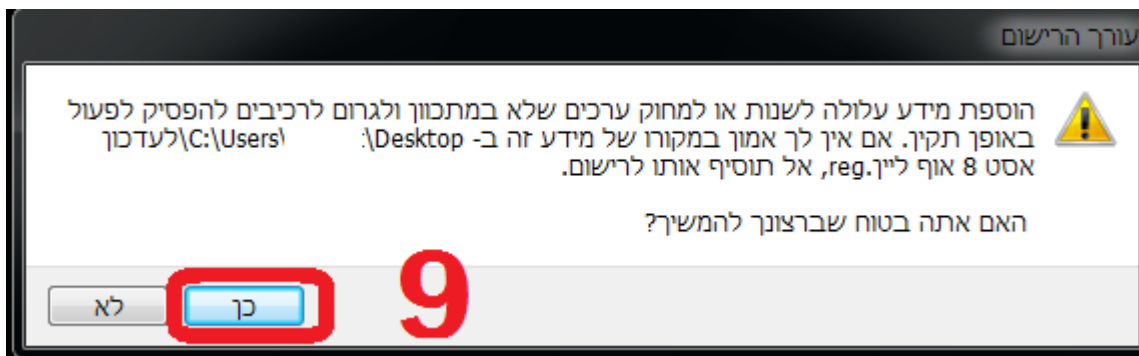 עורך הרישום
הוספת מידע עלולה לשנות או למחוק ערכים שלא במתכוון ולגרום לרכיבים להפסיק לפעול
באופן תקין. אם אין לך אמון במקורו של מידע זה ב- C:\Users\ :\Desktop\לעדכון
אסט 8 אוף ליין.reg, אל תוסיף אותו לרישום.
האם אתה בטוח שברצונך להמשיך?
כן
לא
9